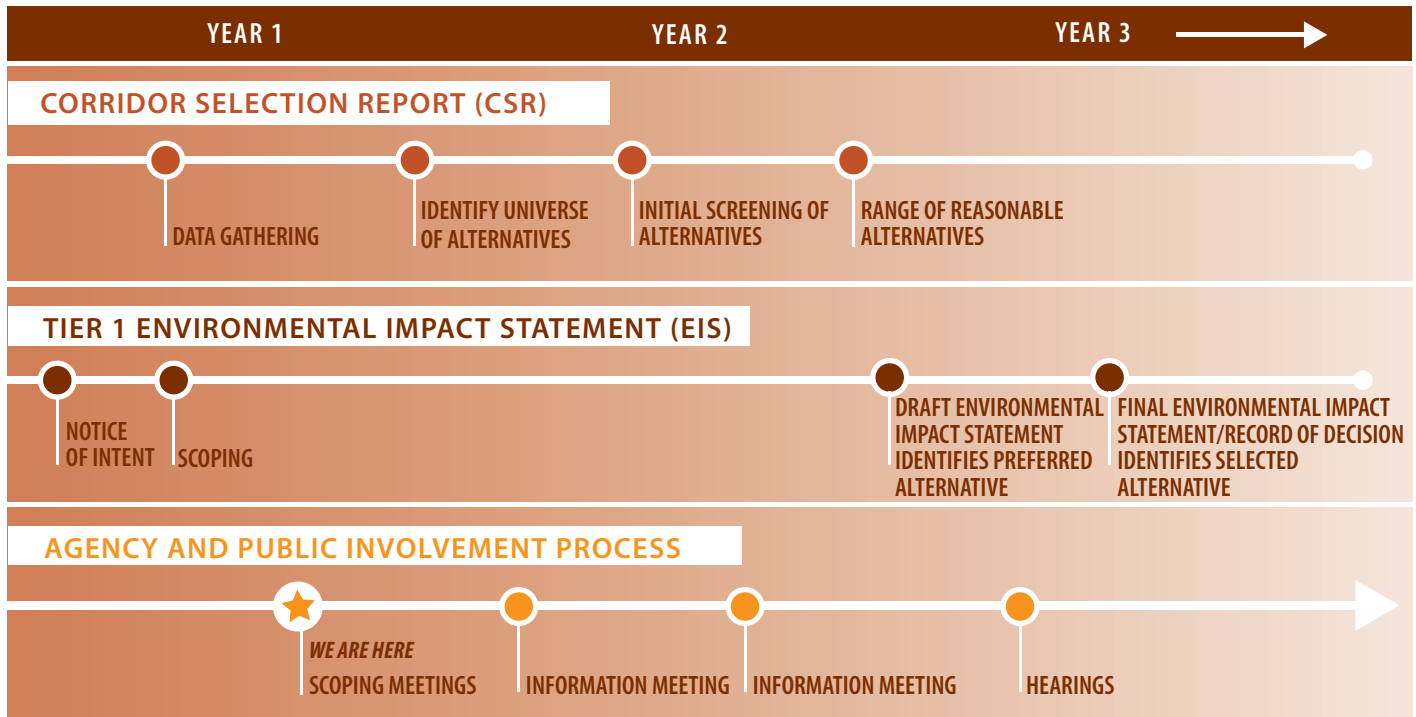 YEAR 1
YEAR 2
YEAR 3
CORRIDOR SELECTION REPORT (CSR)
DATA GATHERING
IDENTIFY UNIVERSE
OF ALTERNATIVES
INITIAL SCREENING OF
ALTERNATIVES
RANGE OF REASONABLE
ALTERNATIVES
TIER 1 ENVIRONMENTAL IMPACT STATEMENT (EIS)
NOTICE
OF INTENT
SCOPING
DRAFT ENVIRONMENTAL
IMPACT STATEMENT
IDENTIFIES PREFERRED
ALTERNATIVE
FINAL ENVIRONMENTAL IMPACT
STATEMENT/RECORD OF DECISION
IDENTIFIES SELECTED
ALTERNATIVE
AGENCY AND PUBLIC INVOLVEMENT PROCESS
WE ARE HERE
SCOPING MEETINGS
INFORMATION MEETING
INFORMATION MEETING
HEARINGS